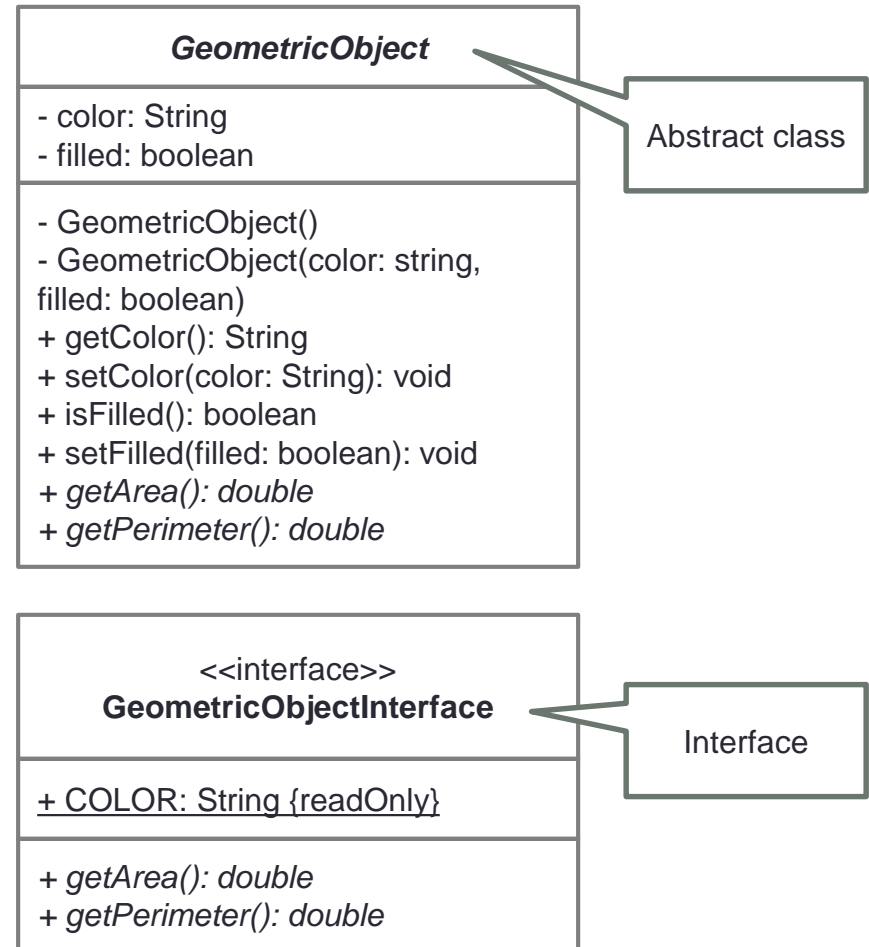 GeometricObject
Abstract class
- color: String
- filled: boolean
- GeometricObject()
- GeometricObject(color: string,
filled: boolean)
+ getColor(): String
+ setColor(color: String): void
+ isFilled(): boolean
+ setFilled(filled: boolean): void
+ getArea(): double
+ getPerimeter(): double
<<interface>>
GeometricObjectInterface
Interface
+ COLOR: String {readOnly}
+ getArea(): double
+ getPerimeter(): double